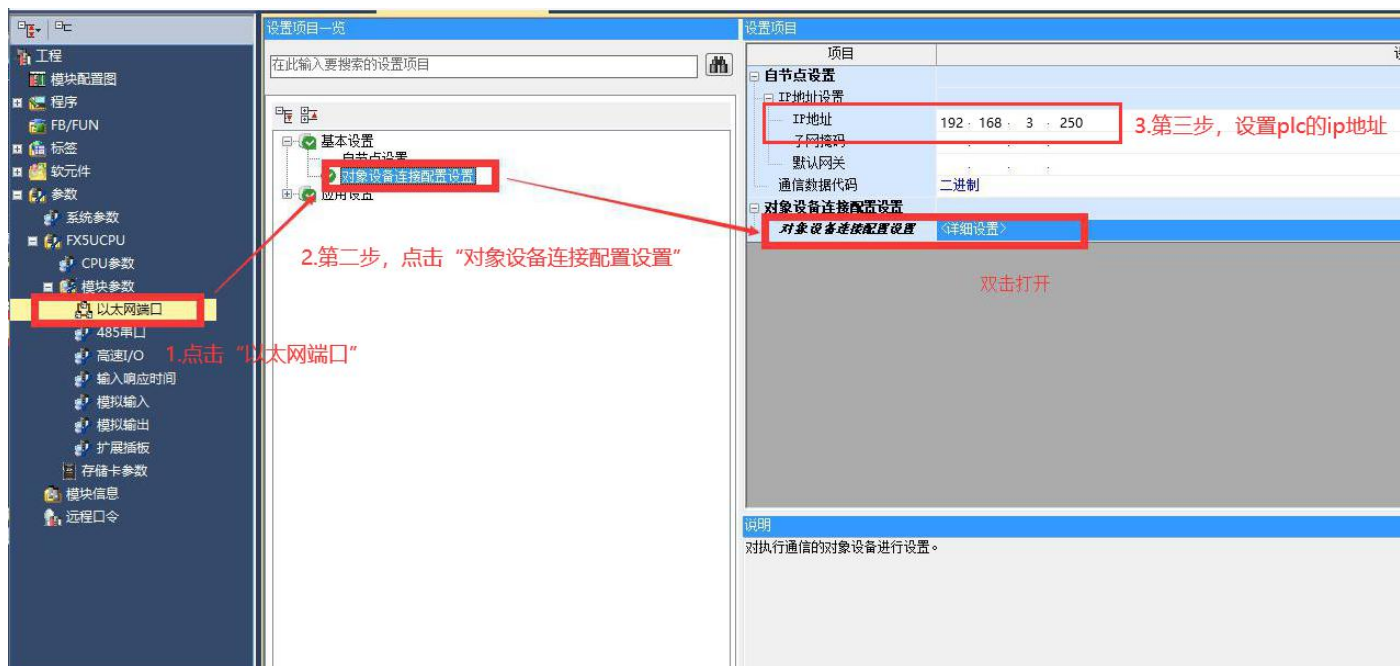 设置项目一览
设置项目
工程
模块配置图
程序
FB/FUN
标签
软元件
参数
系统参数
FX5UCPU
CPU参数
模块参数
以太网端口
485串口
高速I/O
输入响应时间
模拟输入
模拟输出
扩展插板
存储卡参数
模块信息
远程口令
1.点击“以太网端口”
在此输入要搜索的设置项目
基本设置
自节点设置
对象设备连接配置设置
应用设置
2.第二步，点击“对象设备连接配置设置”
项目
自节点设置
IP地址设置
IP地址 192 . 168 . 3 . 250
3.第三步，设置plc的ip地址
子网掩码 . . .
默认网关 . . .
通信数据代码 二进制
对象设备连接配置设置
对象设备连接配置设置 <详细设置>
双击打开
说明
对执行通信的对象设备进行设置。